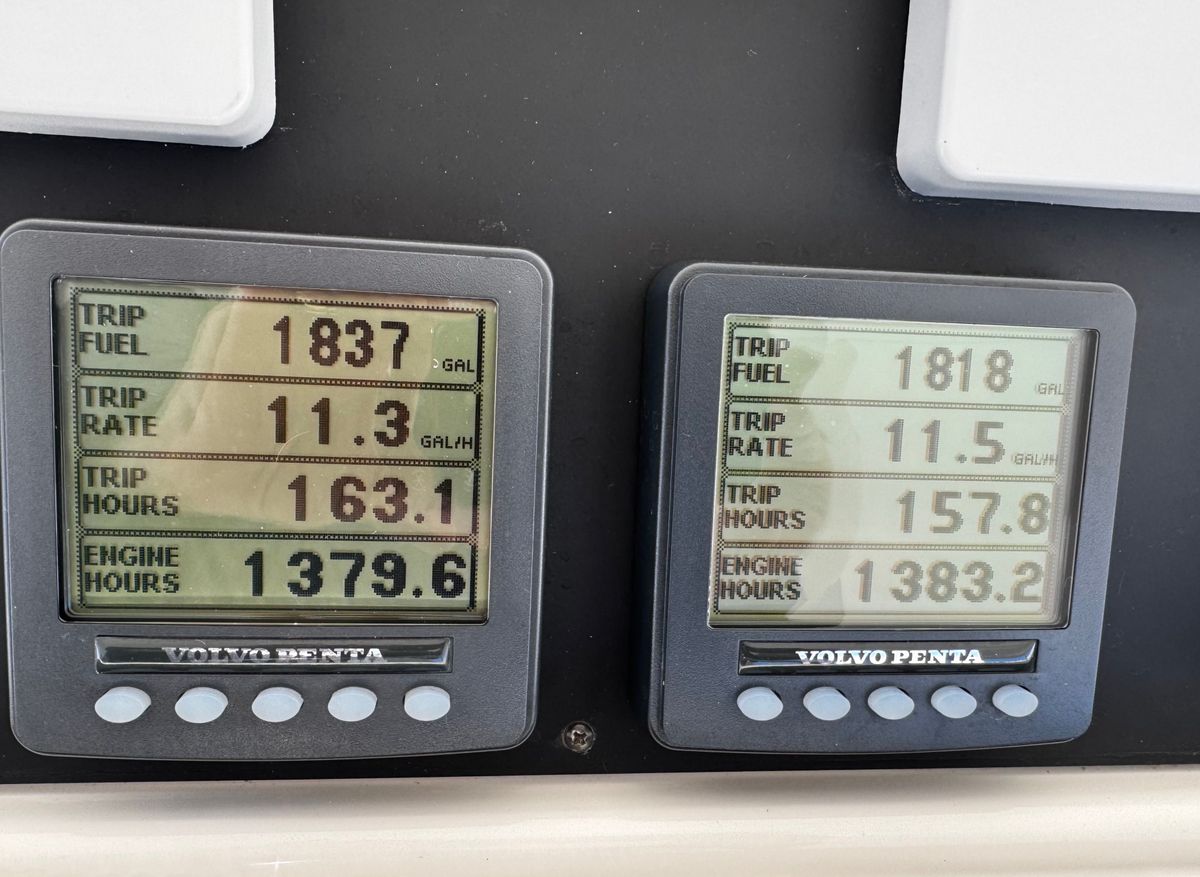 TRIP
FUEL 1837 GAL
TRIP
RATE 11.3 GAL/H
TRIP
HOURS 163.1
ENGINE
HOURS 1379.6
VOLVO PENTA
TRIP
FUEL 1818 GAL
TRIP
RATE 11.5 GAL/H
TRIP
HOURS 157.8
ENGINE
HOURS 1383.2
VOLVO PENTA